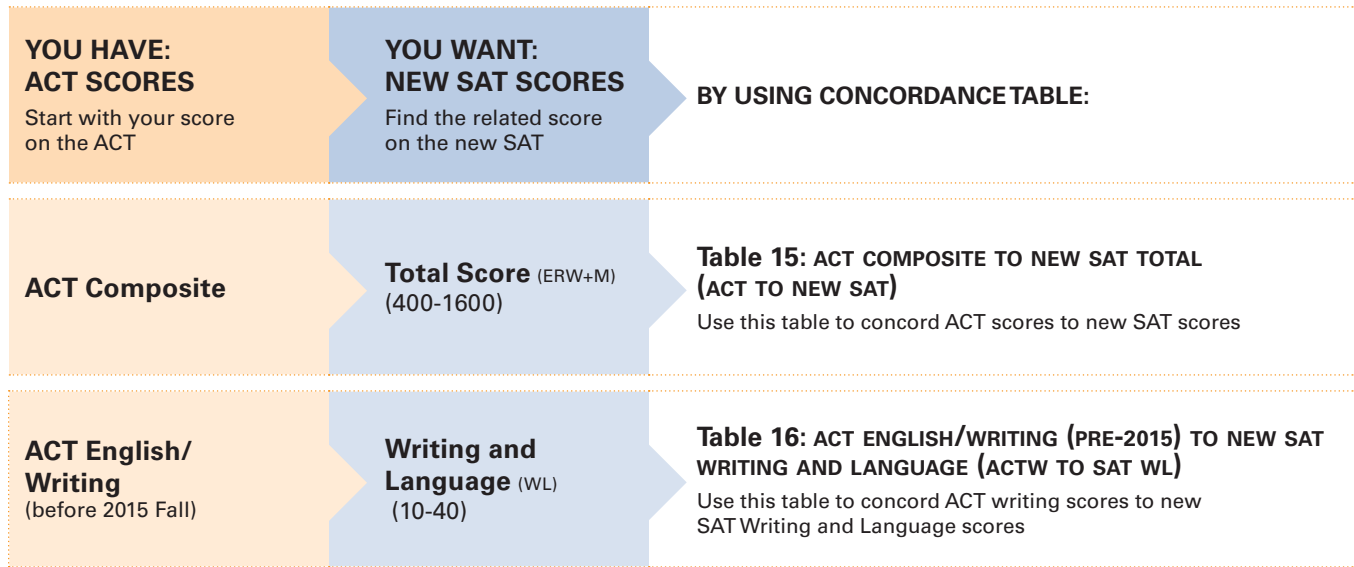 YOU HAVE:
ACT SCORES
Start with your score
on the ACT
YOU WANT:
NEW SAT SCORES
Find the related score
on the new SAT
BY USING CONCORDANCE TABLE:
ACT Composite
Total Score (ERW+M)
(400-1600)
Table 15: ACT COMPOSITE TO NEW SAT TOTAL
(ACT TO NEW SAT)
Use this table to concord ACT scores to new SAT scores
ACT English/
Writing
(before 2015 Fall)
Writing and
Language (WL)
(10-40)
Table 16: ACT ENGLISH/WRITING (PRE-2015) TO NEW SAT
WRITING AND LANGUAGE (ACTW TO SAT WL)
Use this table to concord ACT writing scores to new
SAT Writing and Language scores